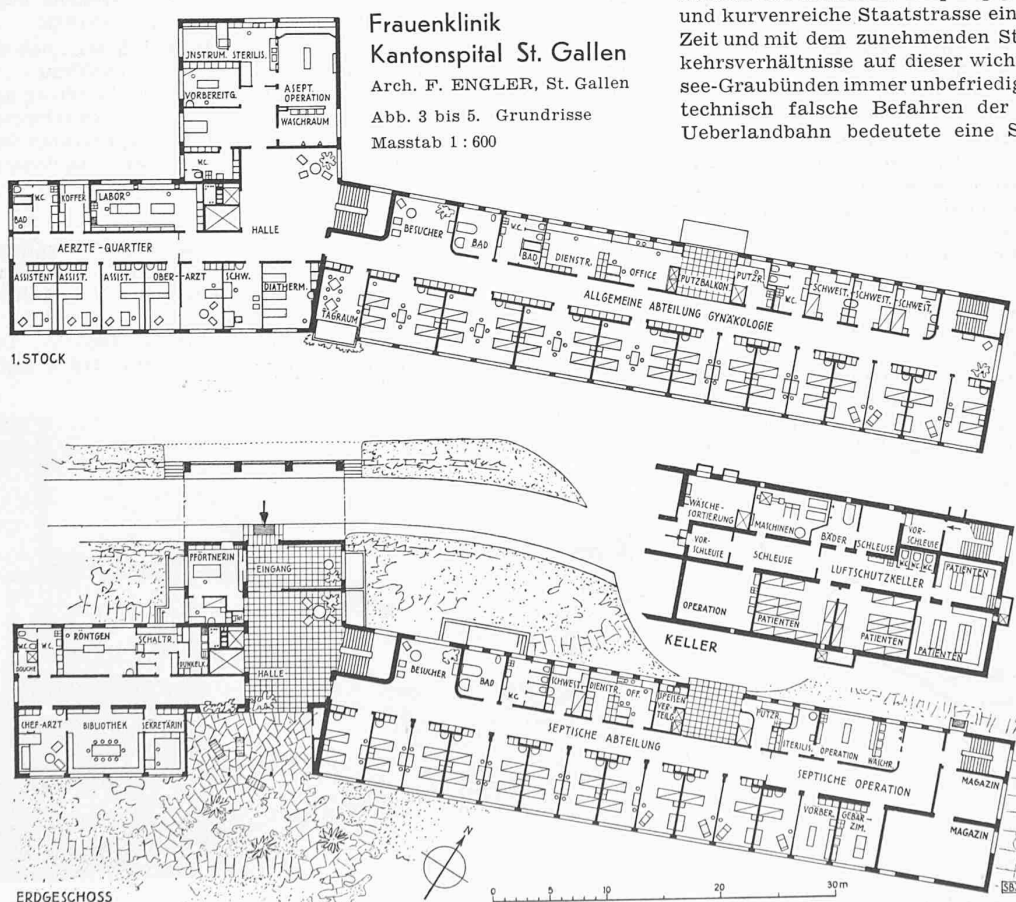 Frauenklinik
Kantonspital St. Gallen
Arch. F. ENGLER, St. Gallen
Abb. 3 bis 5. Grundrisse
Masstab 1 : 600
und kurvenreiche Staatstrasse ein
Zeit und mit dem zunehmenden St
kehrsverhältnisse auf dieser wich
see-Graubünden immer unbefriedig
technisch falsche Befahren der
Ueberlandbahn bedeutete eine S
JNSTRUM. STERILIS.
VORBEREITG.
ASEPT.
OPERATION
WASCHRAUM
W.C.
BAD
W.C.
KOFFER
LABOR
HALLE
AERZTE - QUARTIER
ASSISTENT
ASSIST.
ASSIST.
OBER-ARZT
SCHW.
DIATHERM.
TAGRAUM
BESUCHER
BAD
W.C.
BAD
DIENSTR.
OFFICE
PUTZBALKON
PUTZR.
W.C.
SCHWEST.
SCHWEST.
SCHWEST.
ALLGEMEINE ABTEILUNG GYNÄKOLOGIE
1. STOCK
WÄSCHE-
SORTIERUNG
MASCHINEN
BÄDER
SCHLEUSE
VOR-
SCHLEUSE
VOR-
SCHLEUSE
SCHLEUSE
W.C.
W.C.
W.C.
LUFTSCHUTZKELLER
PATIENTEN
OPERATION
PATIENTEN
PATIENTEN
PATIENTEN
KELLER
PFÖRTNERIN
EINGANG
W.C.
DOUCHE
W.C.
RÖNTGEN
SCHALTR.
DUNKELK.
HALLE
CHEF-ARZT
BIBLIOTHEK
SEKRETÄRIN
BESUCHER
BAD
W.C.
SCHWEST.
DIENSTR.
OFF.
SPEISEN
VER-
TEILG.
PUTZR.
STERILIS.
OPERATION
WASCHR.
SEPTISCHE ABTEILUNG
SEPTISCHE OPERATION
VORBER.
GEBÄR-
ZIM.
MAGAZIN
MAGAZIN
ERDGESCHOSS
N
0 5 10 20 30 m